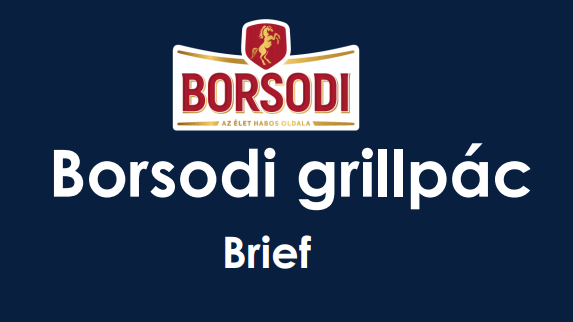 BORSODI
AZ ÉLET HABOS OLDALA
Borsodi grillpác
Brief